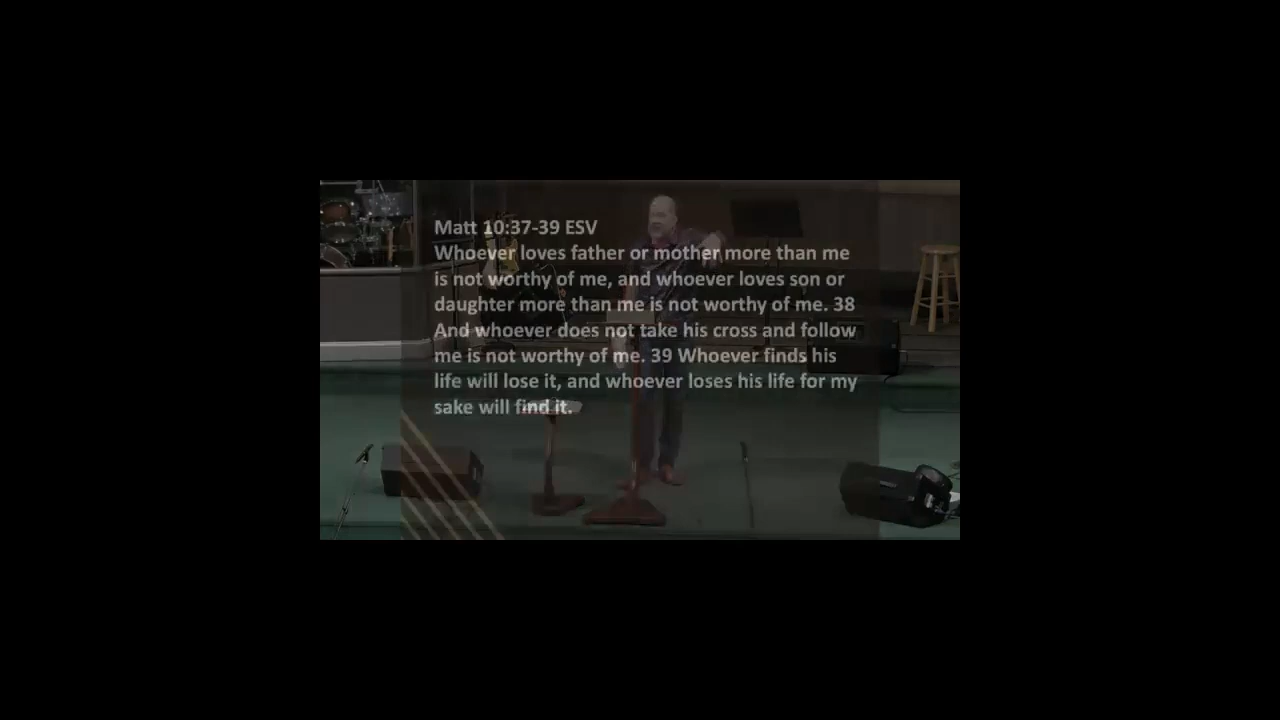 Matt 10:37-39 ESV
Whoever loves father or mother more than me
is not worthy of me, and whoever loves son or
daughter more than me is not worthy of me. 38
And whoever does not take his cross and follow
me is not worthy of me. 39 Whoever finds his
life will lose it, and whoever loses his life for my
sake will find it.